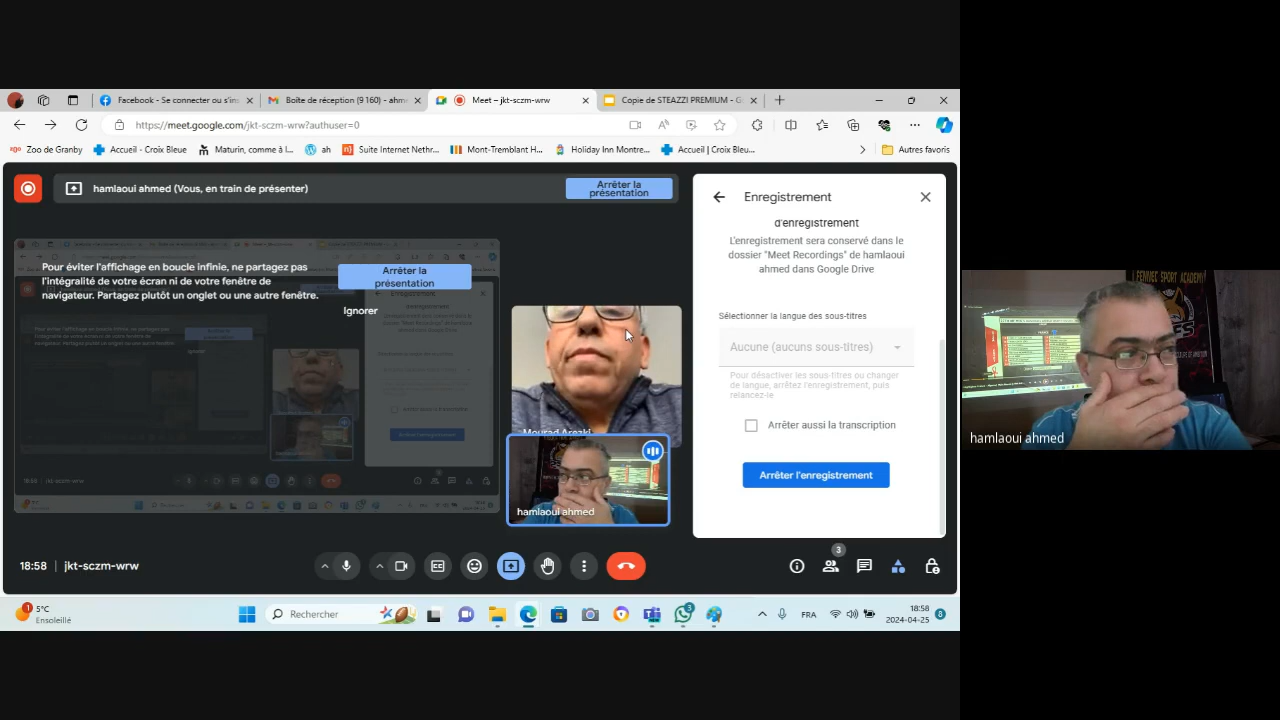 Facebook - Se connecter ou s'ins
Boîte de réception (9 160) - ahme
Meet – jkt-sczm-wrw
Copie de STEAZZI PREMIUM - G
https://meet.google.com/jkt-sczm-wrw?authuser=0
Zoo de Granby
Accueil - Croix Bleue
Maturin, comme à l...
ah
Suite Internet Nethr...
Mont-Tremblant H...
Holiday Inn Montre...
Accueil | Croix Bleu...
Autres favoris
hamlaoui ahmed (Vous, en train de présenter)
Arrêter la
présentation
Enregistrement
d'enregistrement
L'enregistrement sera conservé dans le
dossier "Meet Recordings" de hamlaoui
ahmed dans Google Drive
Pour éviter l'affichage en boucle infinie, ne partagez pas
l'intégralité de votre écran ni de votre fenêtre de
navigateur. Partagez plutôt un onglet ou une autre fenêtre.
Arrêter la
présentation
Ignorer
Sélectionner la langue des sous-titres
Aucune (aucuns sous-titres)
Pour désactiver les sous-titres ou changer
de langue, arrêtez l'enregistrement, puis
relancez-le
Arrêter aussi la transcription
Arrêter l'enregistrement
Mourad Arezki
hamlaoui ahmed
hamlaoui ahmed
18:58 | jkt-sczm-wrw
3
1
5°C
Ensoleillé
Rechercher
3
FRA
18:58
2024-04-25
8